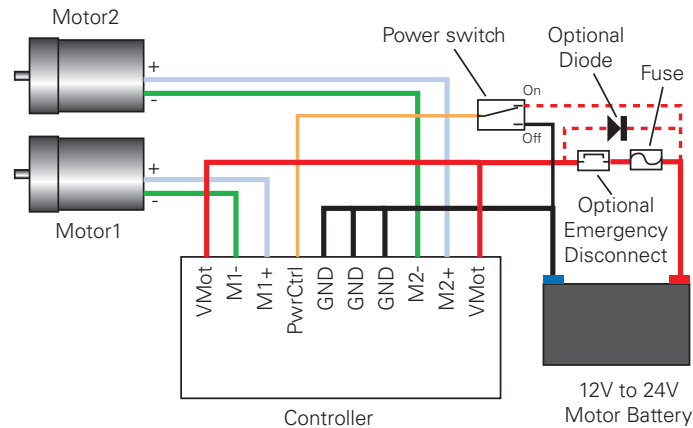 Motor2
+
-
+
-
Motor1
Power switch
On
Off
Optional
Diode
Fuse
Optional
Emergency
Disconnect
VMot
M1-
M1+
PwrCtrl
GND
GND
GND
M2-
M2+
VMot
Controller
12V to 24V
Motor Battery